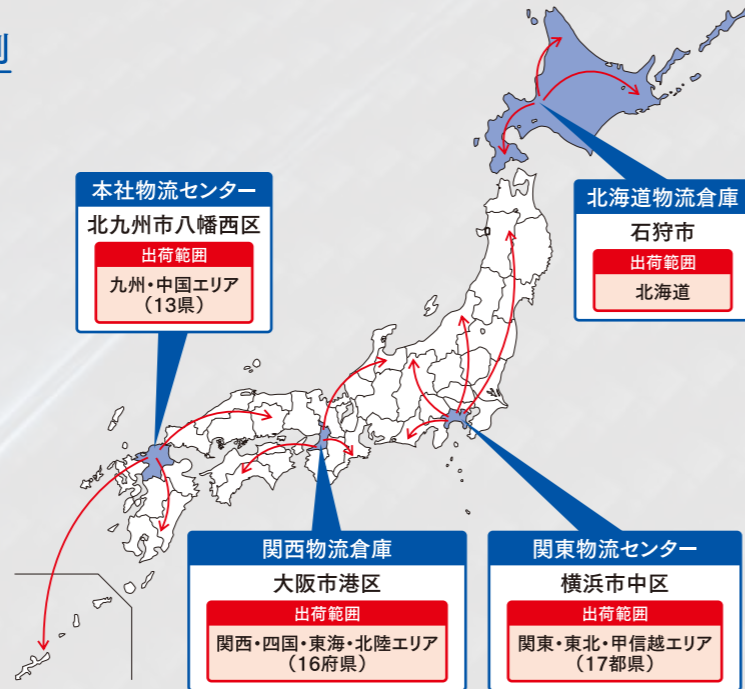 本社物流センター
北九州市八幡西区
出荷範囲
九州・中国エリア
（13県）
北海道物流倉庫
石狩市
出荷範囲
北海道
関西物流倉庫
大阪市港区
出荷範囲
関西・四国・東海・北陸エリア
（16府県）
関東物流センター
横浜市中区
出荷範囲
関東・東北・甲信越エリア
（17都県）